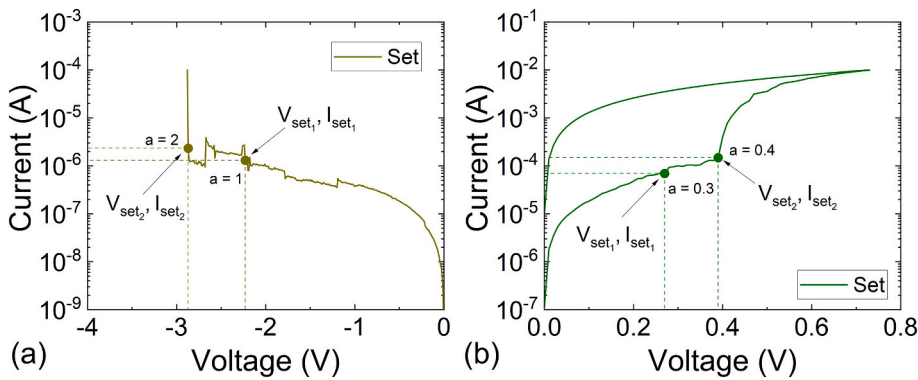 10^-3
10^-4
10^-5
10^-6
10^-7
10^-8
10^-9
Current (A)
Set
V_set1, I_set1
a = 2
a = 1
V_set2, I_set2
-4 -3 -2 -1 0
Voltage (V)
(a)
10^-1
10^-2
10^-3
10^-4
10^-5
10^-6
10^-7
Current (A)
a = 0.4
a = 0.3
V_set2, I_set2
V_set1, I_set1
Set
0.0 0.2 0.4 0.6 0.8
Voltage (V)
(b)